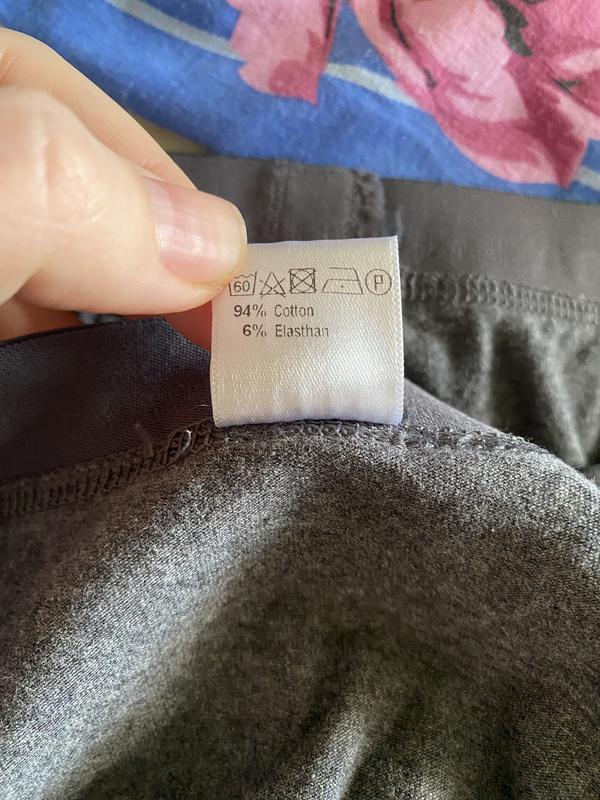 60 P
94% Cotton
6% Elasthan